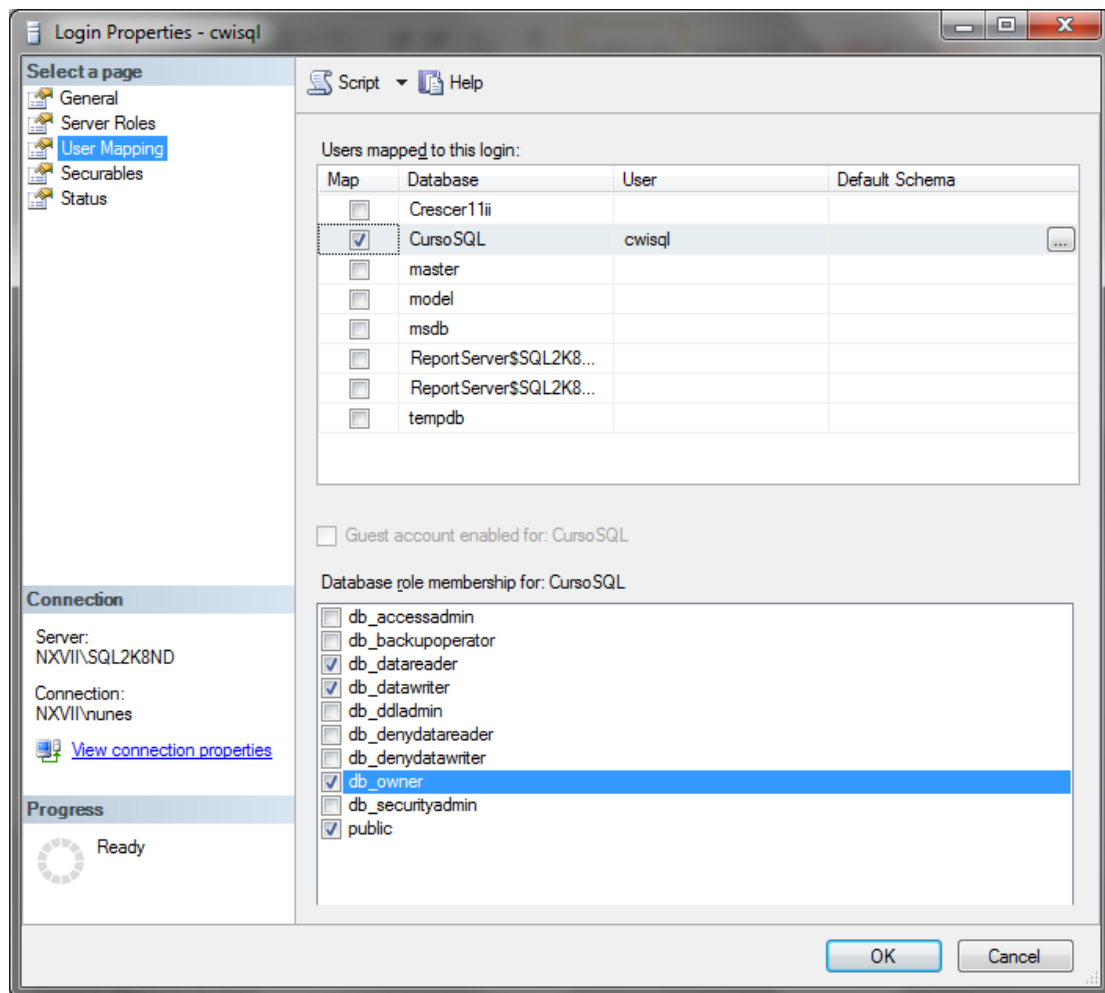 Login Properties - cwisql
Select a page
General
Server Roles
User Mapping
Securables
Status
Script Help
Users mapped to this login:
Map Database User Default Schema
Crescer11ii
CursoSQL cwisql ...
master
model
msdb
ReportServer$SQL2K8...
ReportServer$SQL2K8...
tempdb
Guest account enabled for: CursoSQL
Database role membership for: CursoSQL
db_accessadmin
db_backupoperator
db_datareader
db_datawriter
db_ddladmin
db_denydatareader
db_denydatawriter
db_owner
db_securityadmin
public
Connection
Server:
NXVII\SQL2K8ND
Connection:
NXVII\nunes
View connection properties
Progress
Ready
OK Cancel